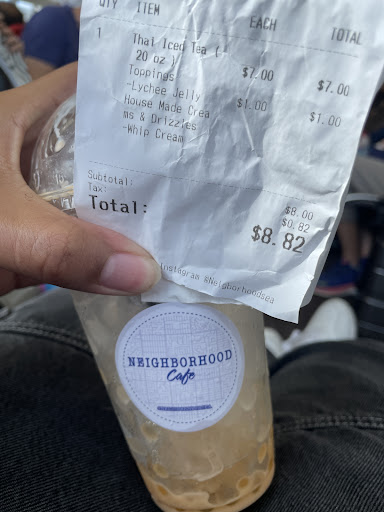 QTY ITEM EACH TOTAL
1 Thai Iced Tea ( $7.00 $7.00
20 oz )
Toppings
-Lychee Jelly $1.00 $1.00
House Made Crea
ms & Drizzles
-Whip Cream
Subtotal: $8.00
Tax: $0.82
Total: $8.82
Instagram
NEIGHBORHOOD
Cafe